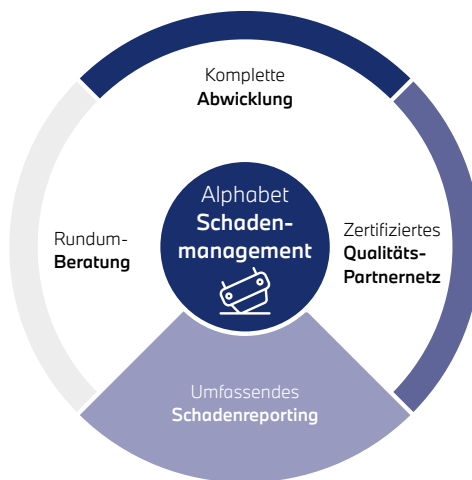 Komplette
Abwicklung
Alphabet
Schaden-
management
Rundum-
Beratung
Zertifiziertes
Qualitäts-
Partnernetz
Umfassendes
Schadenreporting